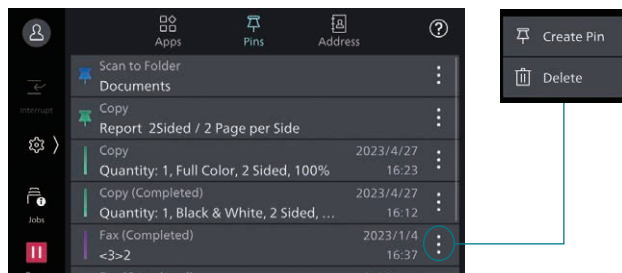 Apps
Pins
Address
Interrupt
Jobs
Scan to Folder
Documents
Copy
Report 2Sided / 2 Page per Side
Copy 2023/4/27
Quantity: 1, Full Color, 2 Sided, 100% 16:23
Copy (Completed) 2023/4/27
Quantity: 1, Black & White, 2 Sided, ... 16:12
Fax (Completed) 2023/1/4
<3>2 16:37
Create Pin
Delete